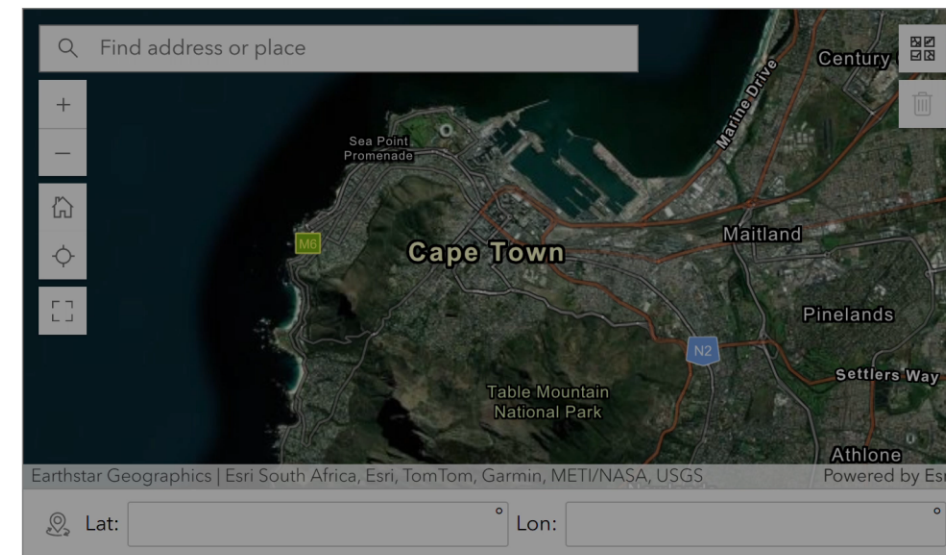 Find address or place
Century
Marine Drive
Sea Point
Promenade
M6
Cape Town
Maitland
Pinelands
N2
Settlers Way
Table Mountain
National Park
Athlone
Earthstar Geographics | Esri South Africa, Esri, TomTom, Garmin, METI/NASA, USGS
Powered by Esri
Lat: ° Lon: °